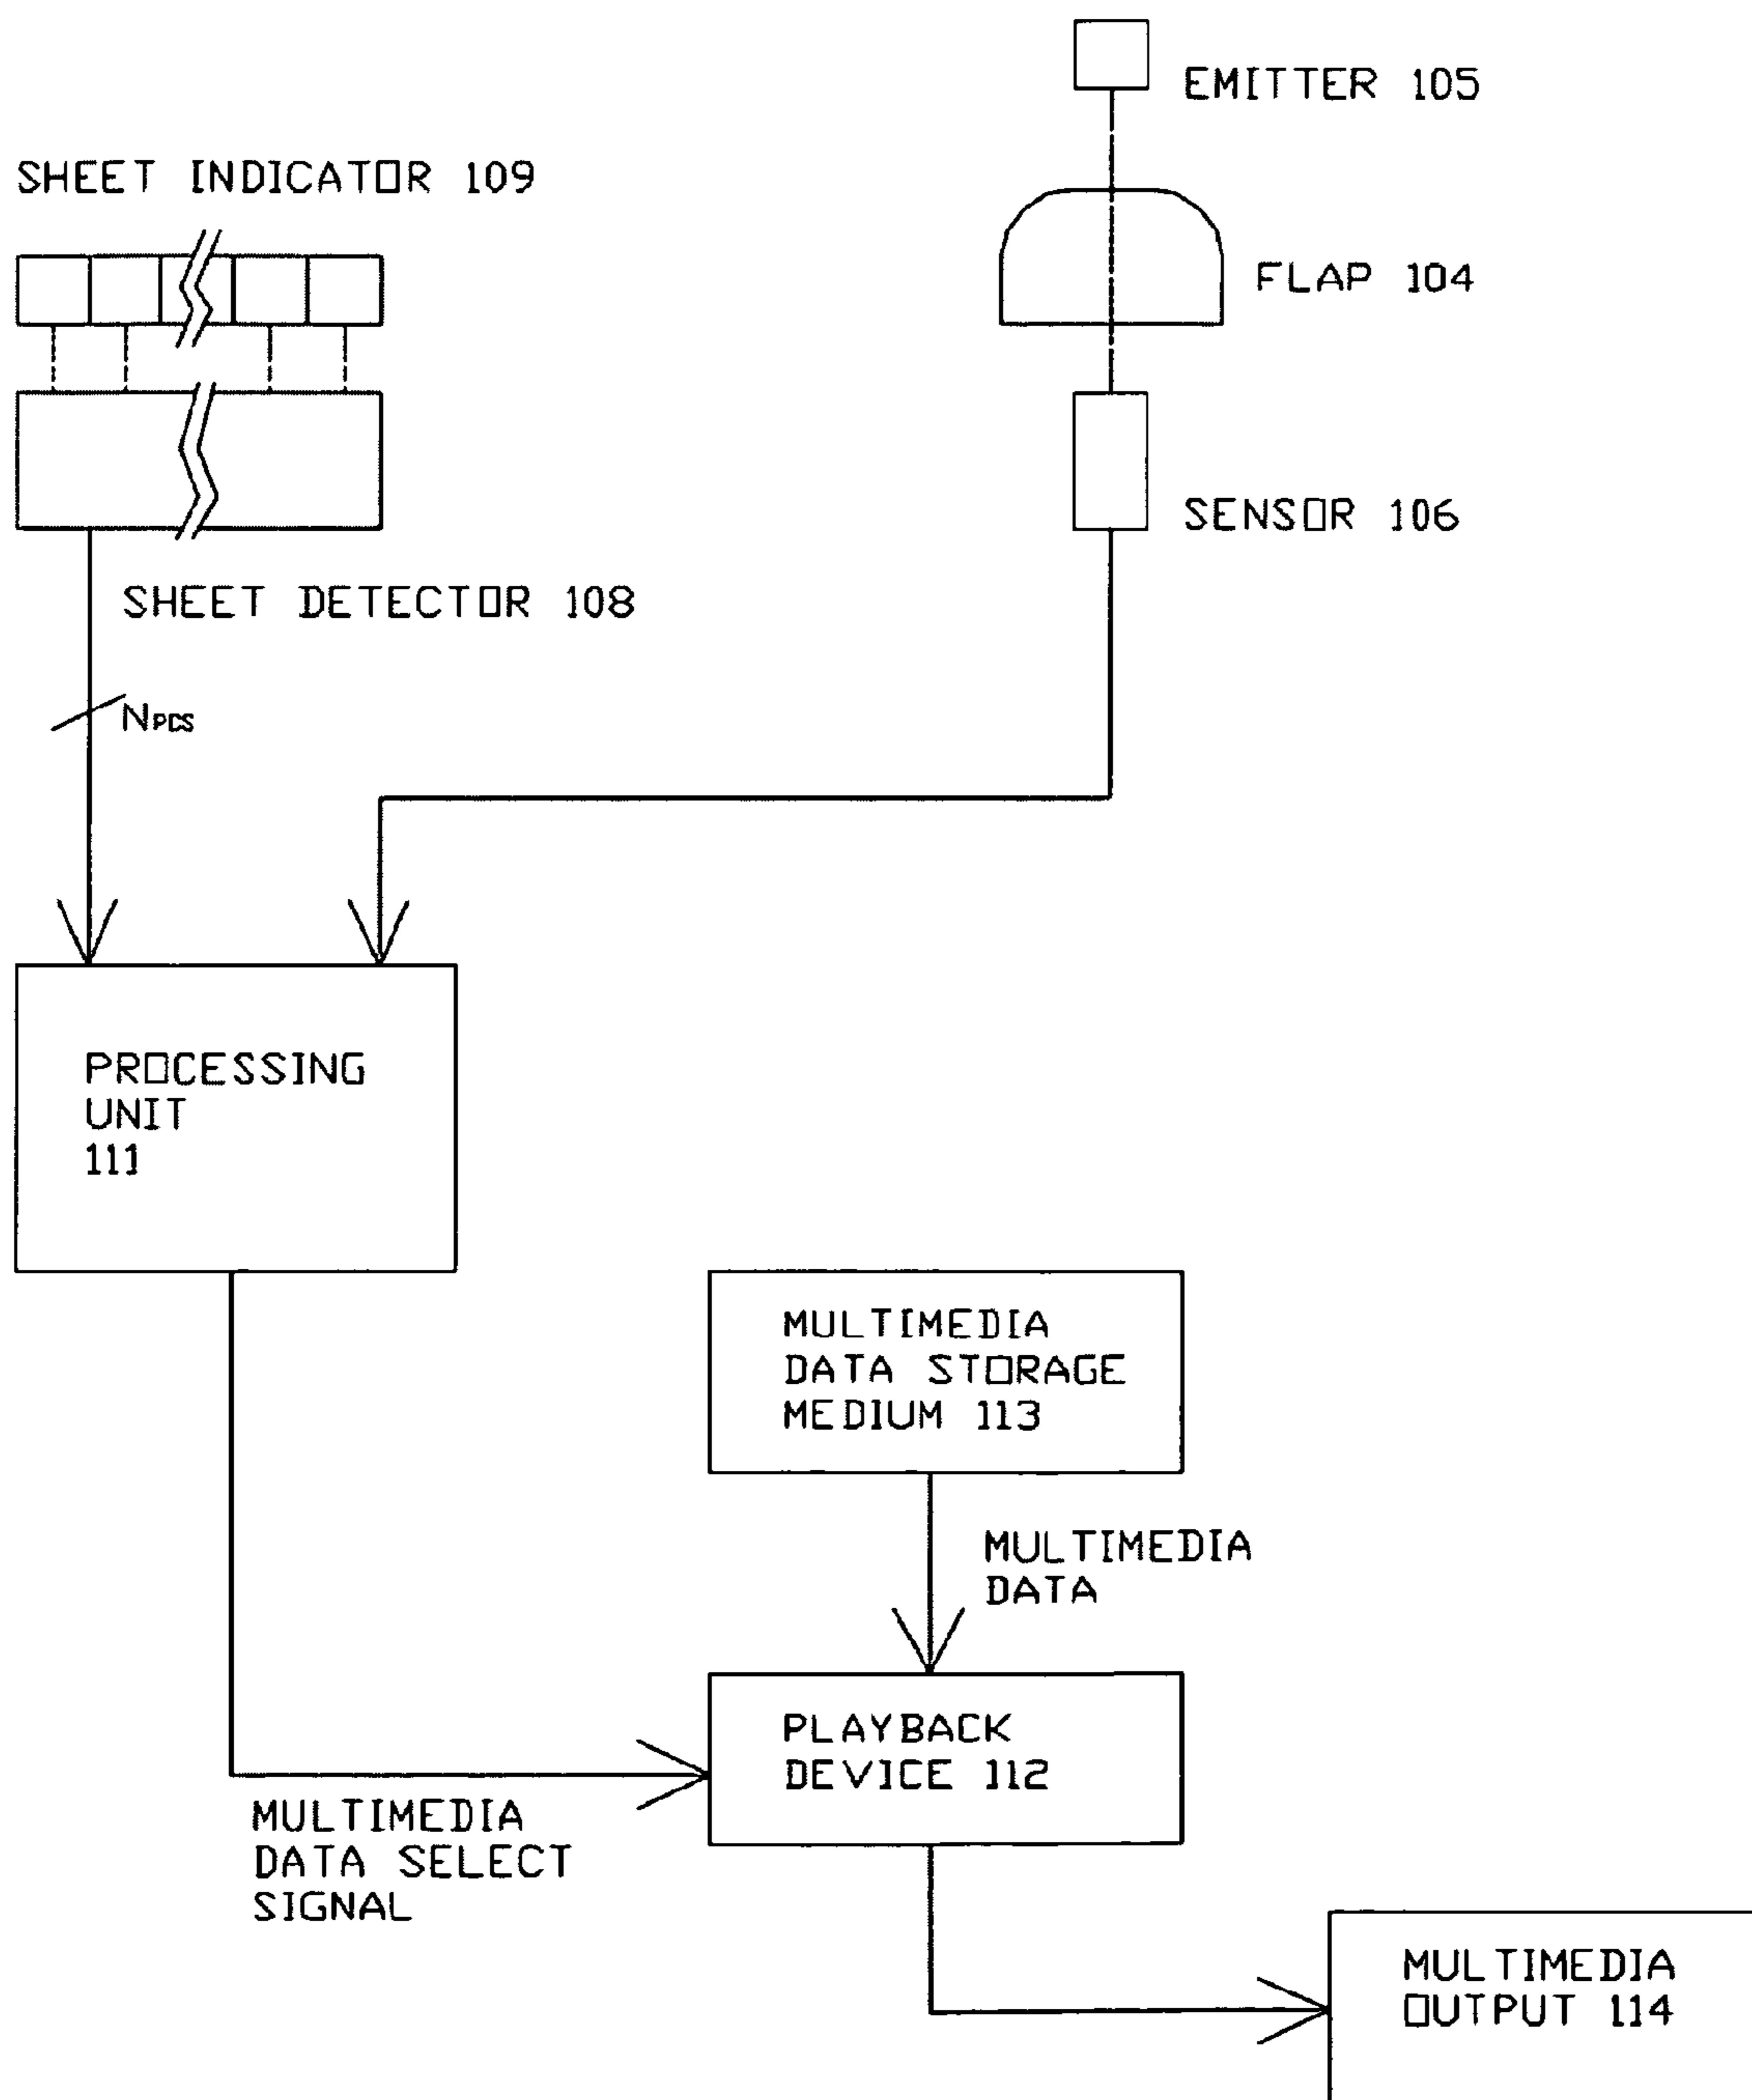 EMITTER 105
SHEET INDICATOR 109
FLAP 104
SENSOR 106
SHEET DETECTOR 108
NPCS
PROCESSING
UNIT
111
MULTIMEDIA
DATA STORAGE
MEDIUM 113
MULTIMEDIA
DATA
PLAYBACK
DEVICE 112
MULTIMEDIA
DATA SELECT
SIGNAL
MULTIMEDIA
OUTPUT 114